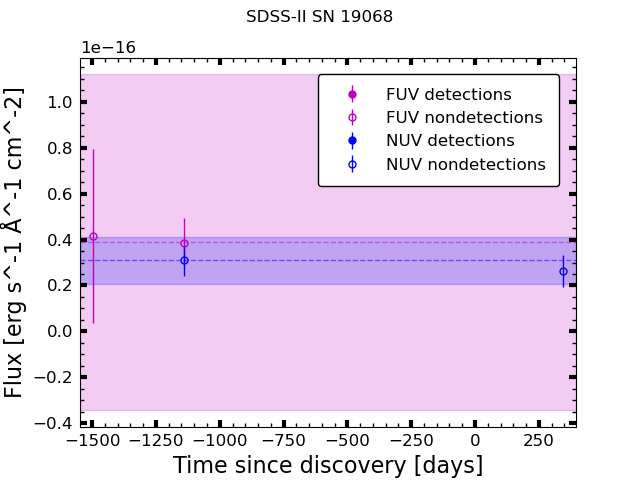 SDSS-II SN 19068
1e−16
FUV detections
FUV nondetections
NUV detections
NUV nondetections
1.0
0.8
0.6
0.4
0.2
0.0
−0.2
−0.4
Flux [erg s^-1 Å^-1 cm^-2]
−1500 −1250 −1000 −750 −500 −250 0 250
Time since discovery [days]